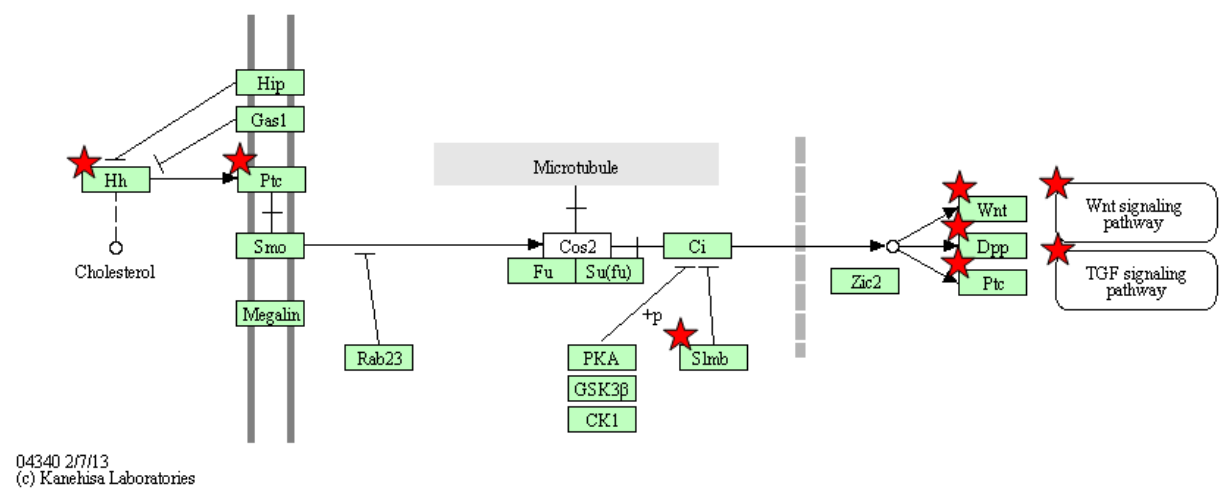 Hip
Gas1
Hh
Ptc
Microtubule
Wnt
Wnt signaling
pathway
Smo
Cos2
Ci
Dpp
Cholesterol
Fu
Su(fu)
Zic2
Ptc
TGF signaling
pathway
Megalin
+p
Rab23
PKA
Slmb
GSK3β
CK1
04340 2/7/13
(c) Kanehisa Laboratories